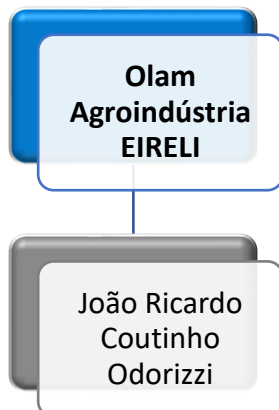 Olam
Agroindústria
EIRELI
João Ricardo
Coutinho
Odorizzi